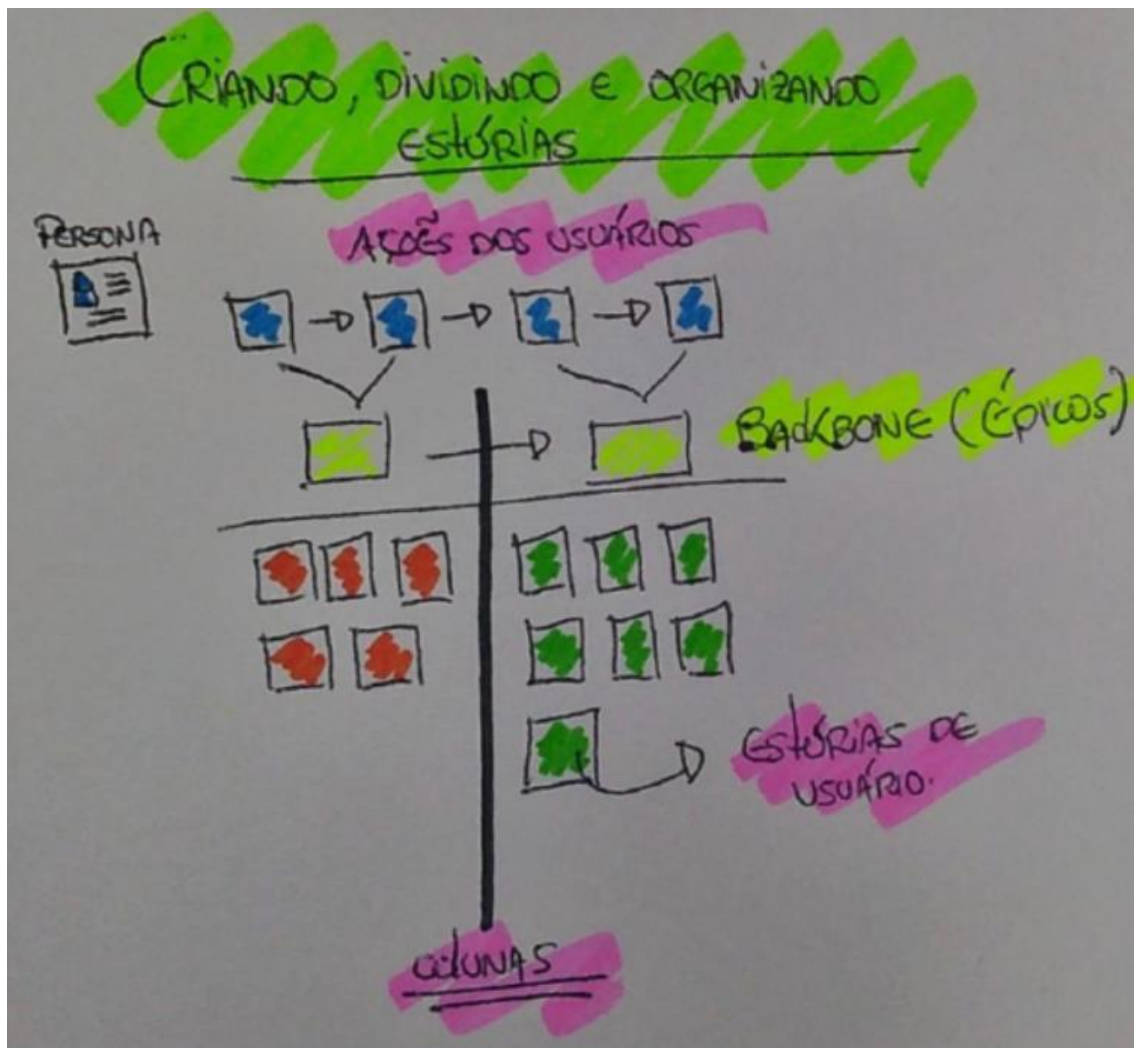 CRIANDO, DIVIDINDO E ORGANIZANDO
ESTÓRIAS
PERSONA
AÇÕES DOS USUÁRIOS
BACKBONE (ÉPICOS)
ESTÓRIAS DE
USUÁRIO.
COLUNAS